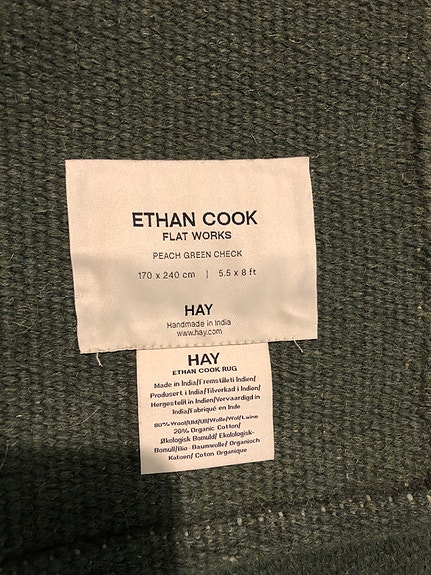 ETHAN COOK
FLAT WORKS
PEACH GREEN CHECK
170 x 240 cm | 5.5 x 8 ft
HAY
Handmade in India
www.hay.com
HAY
ETHAN COOK RUG
Made in India/Fremstillet i Indien/
Produsert i India/Tilverkad i Indien/
Hergestellt in Indien/Vervaardigd in
India/Fabriqué en Inde
80% Wool/Uld/Ull/Wolle/Wol/Laine
20% Organic Cotton/
Økologisk Bomuld/ Ekologisk-
Bomull/Bio-Baumwolle/ Organisch
Katoen/ Coton Organique